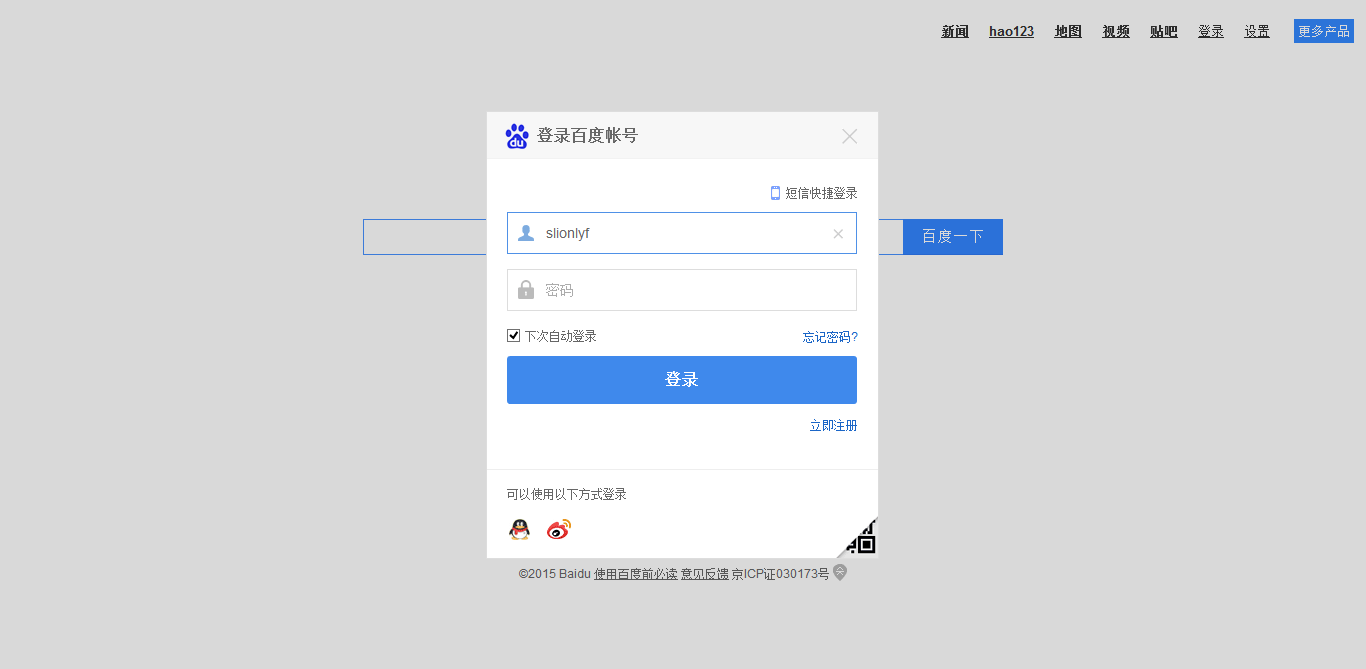 新闻 hao123 地图 视频 贴吧 登录 设置 更多产品
du 登录百度帐号
短信快捷登录
slionlyf
百度一下
密码
下次自动登录 忘记密码?
登录
立即注册
可以使用以下方式登录
©2015 Baidu 使用百度前必读 意见反馈 京ICP证030173号